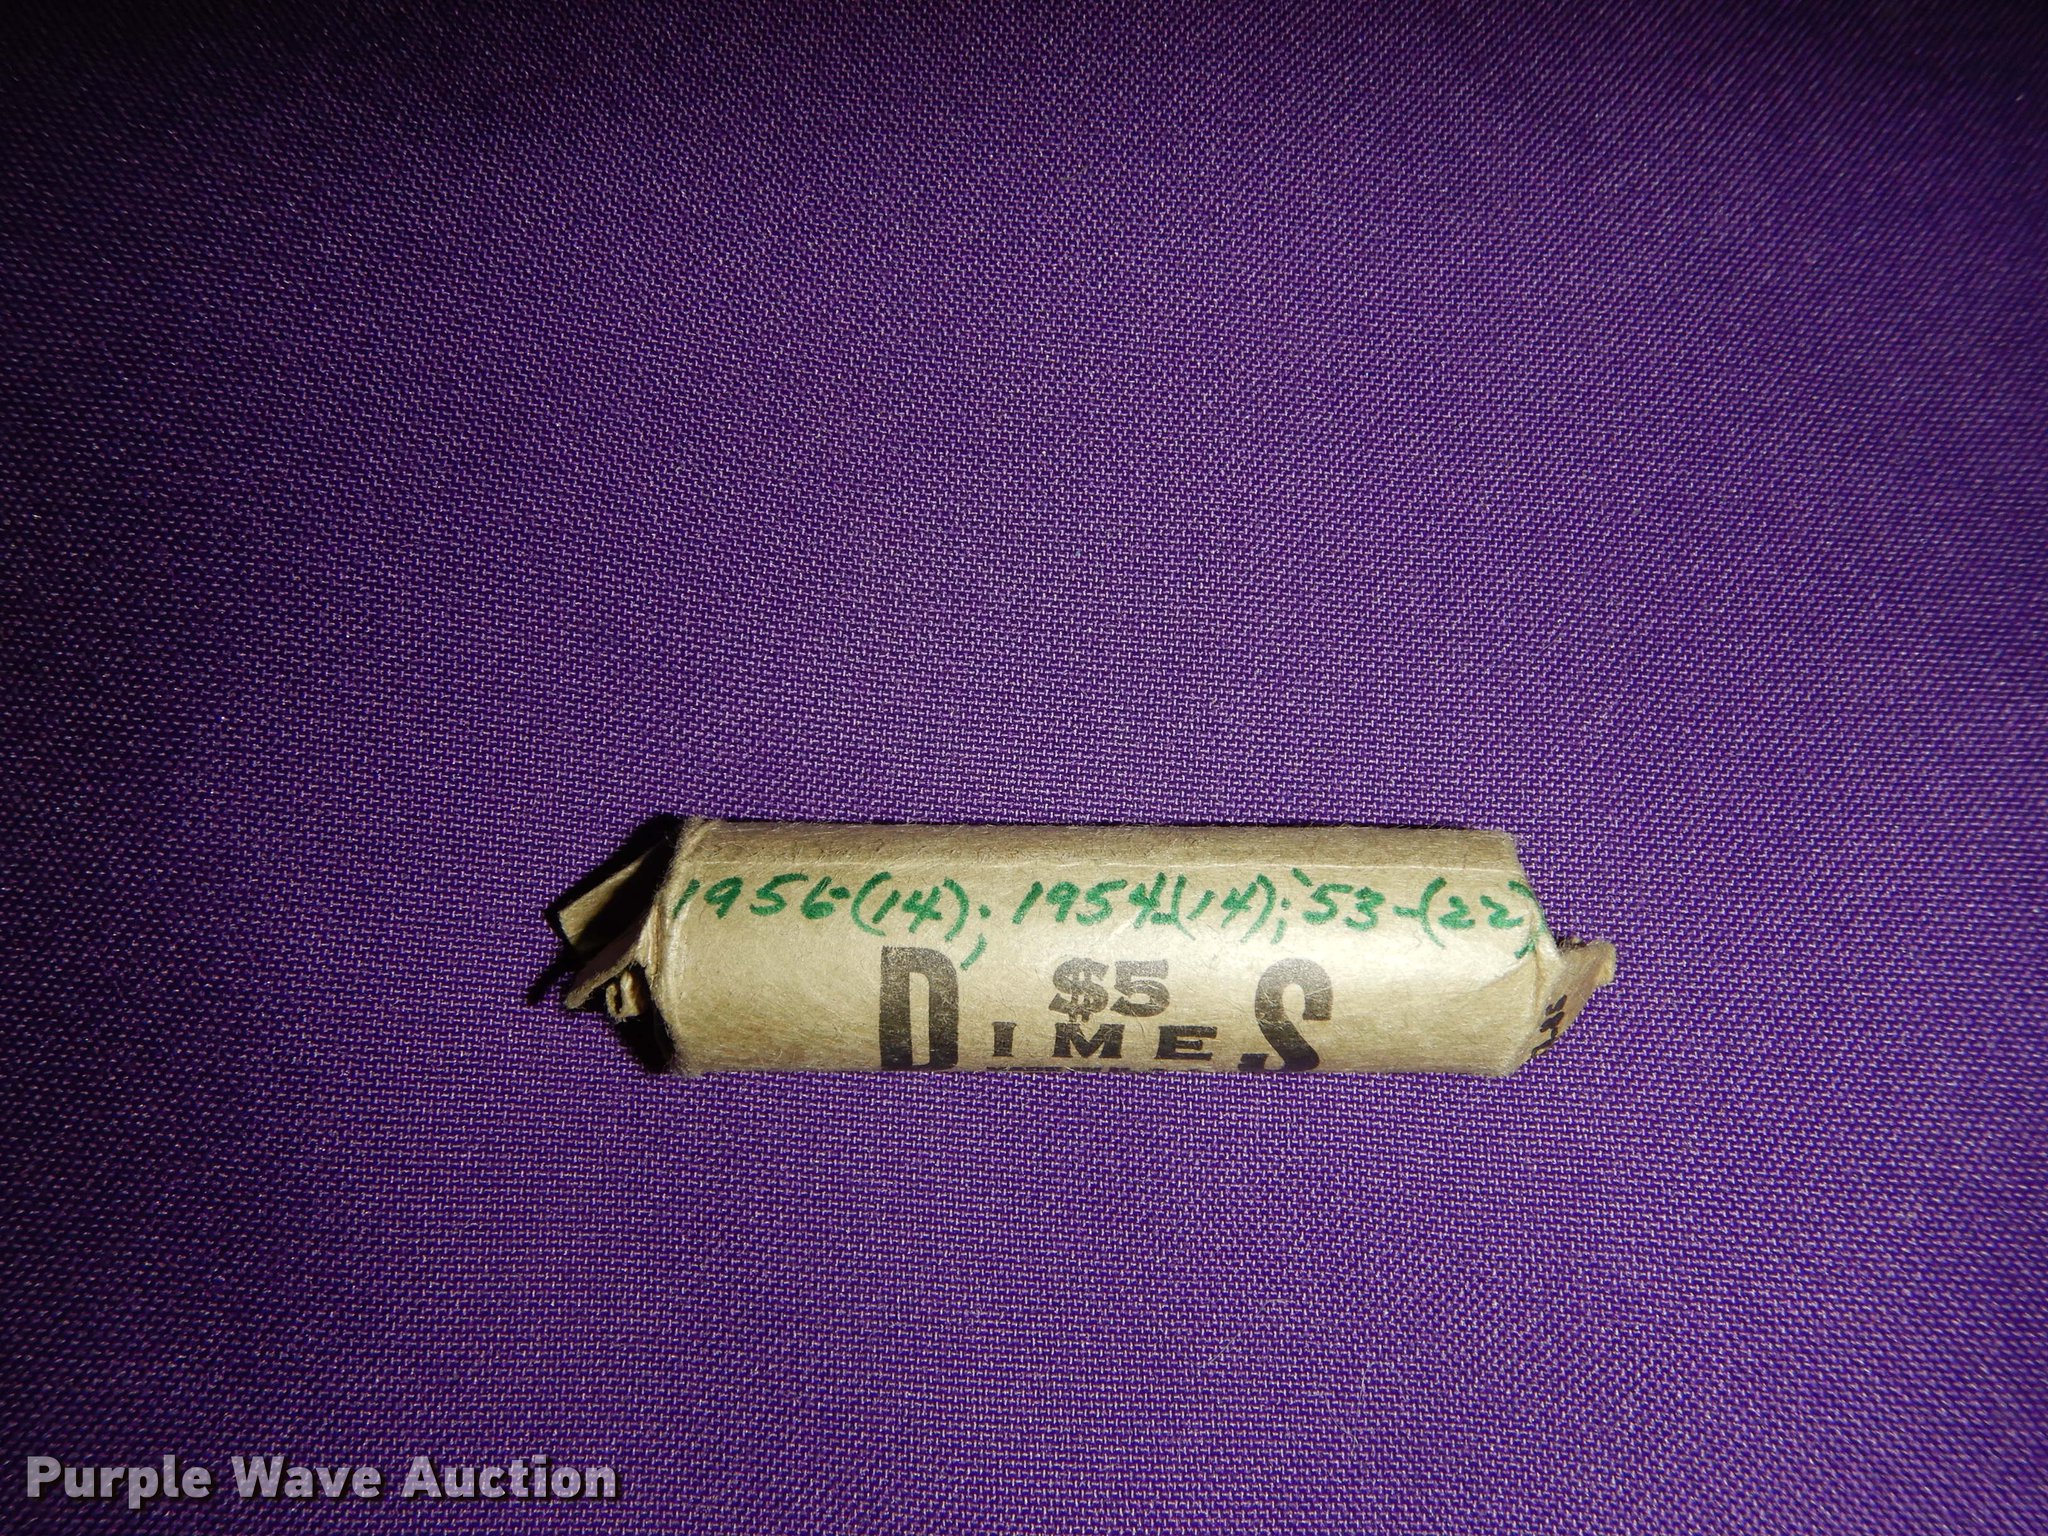 1956-(14); 1954-(14); '53-(22)
$5
DIMES
Purple Wave Auction